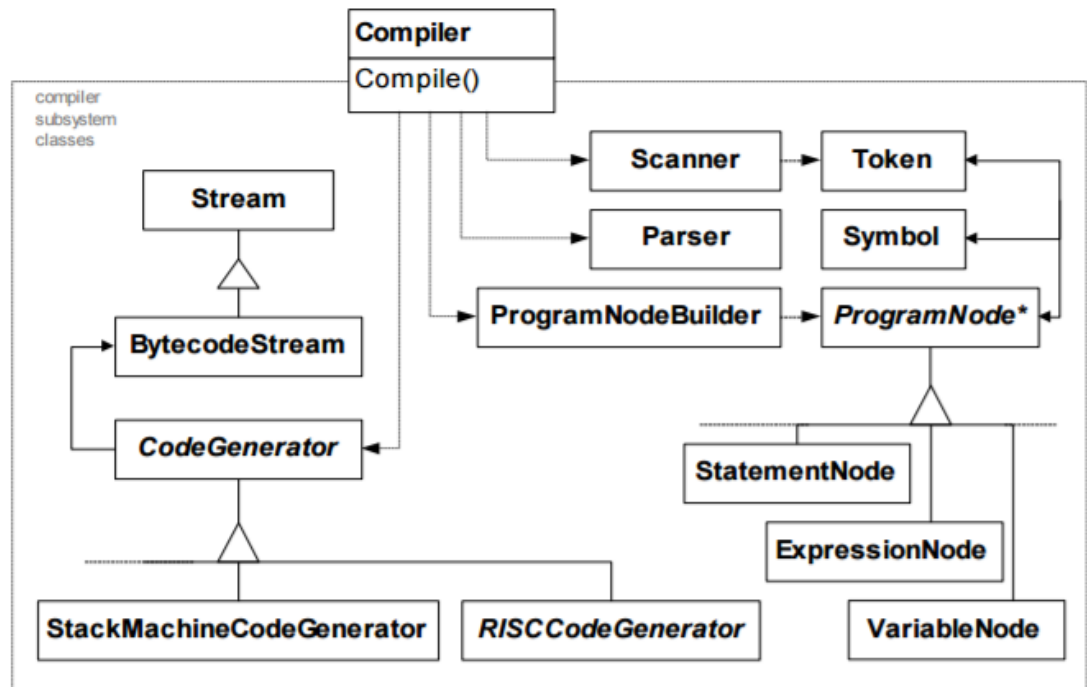 Compiler
Compile()
compiler
subsystem
classes
Scanner
Token
Stream
Parser
Symbol
ProgramNodeBuilder
ProgramNode*
BytecodeStream
CodeGenerator
StatementNode
ExpressionNode
StackMachineCodeGenerator
RISCCodeGenerator
VariableNode